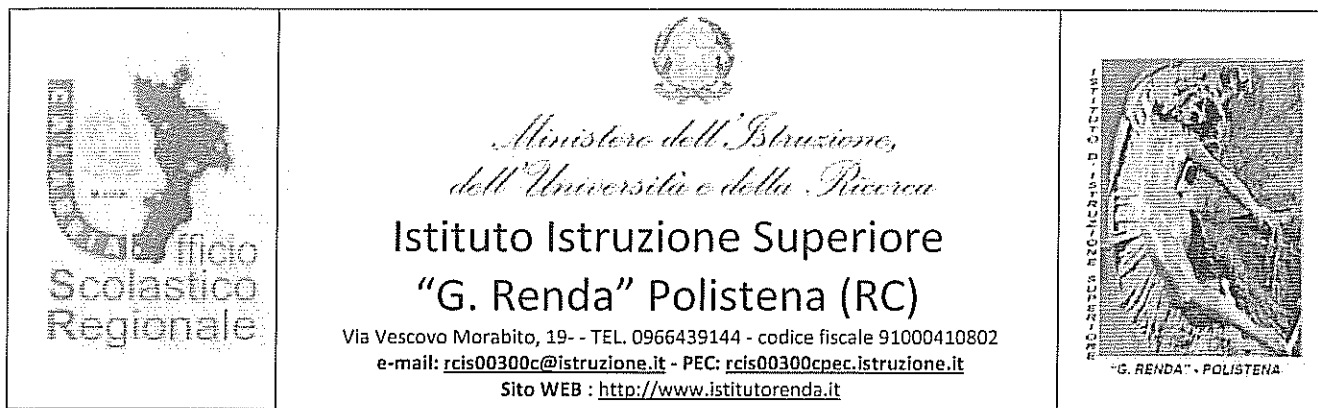 Ufficio
Scolastico
Regionale
Ministero dell'Istruzione,
dell'Università e della Ricerca
Istituto Istruzione Superiore
“G. Renda” Polistena (RC)
Via Vescovo Morabito, 19- - TEL. 0966439144 - codice fiscale 91000410802
e-mail: rcis00300c@istruzione.it - PEC: rcis00300cpec.istruzione.it
Sito WEB : http://www.istitutorenda.it
ISTITUTO D'ISTRUZIONE SUPERIORE
"G. RENDA" - POLISTENA